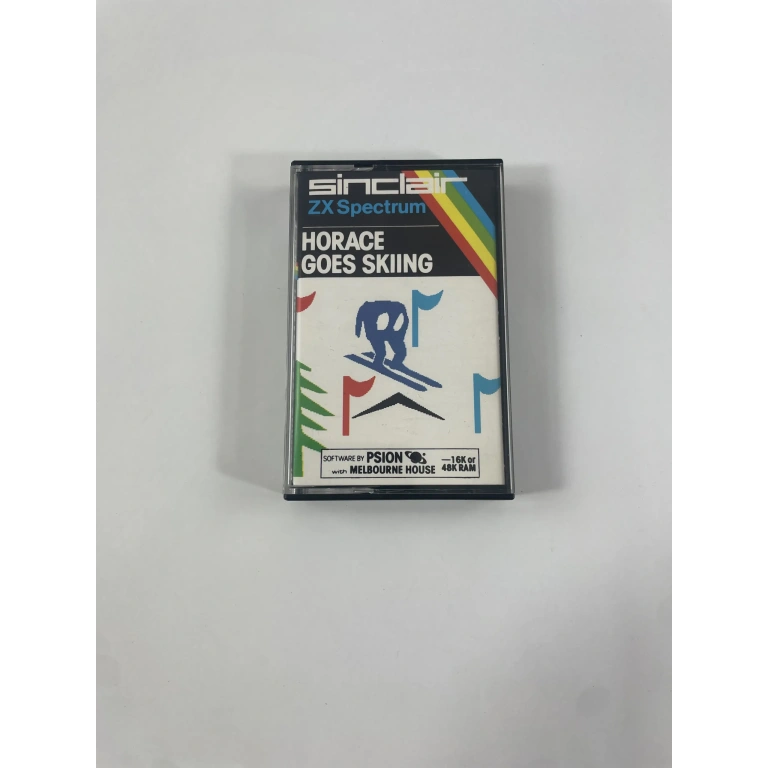 sinclair
ZX Spectrum
HORACE
GOES SKIING
SOFTWARE BY PSION
with MELBOURNE HOUSE
—16K or
48K RAM